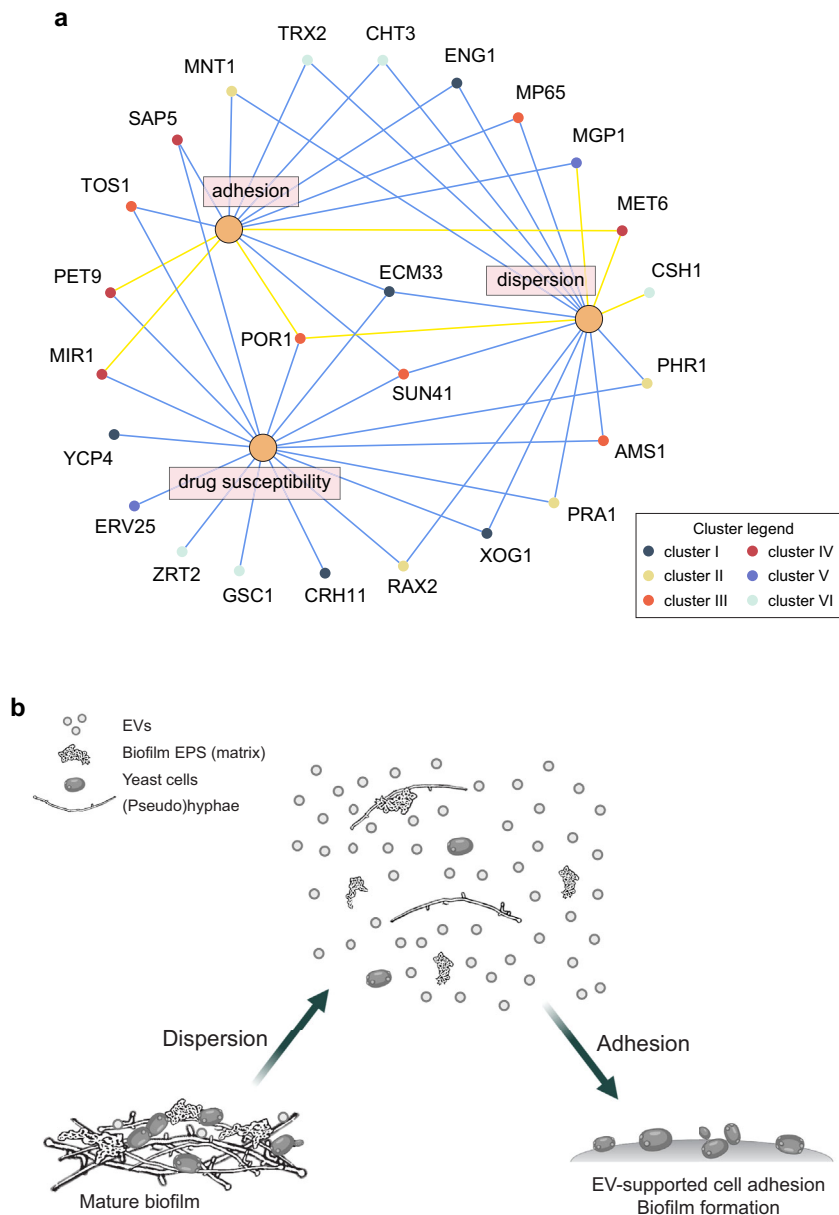 a
TRX2
CHT3
ENG1
MNT1
MP65
SAP5
MGP1
TOS1
adhesion
MET6
PET9
ECM33
dispersion
CSH1
POR1
MIR1
PHR1
SUN41
YCP4
AMS1
drug susceptibility
ERV25
PRA1
ZRT2
XOG1
GSC1
CRH11
RAX2
Cluster legend
cluster I
cluster IV
cluster II
cluster V
cluster III
cluster VI
b
EVs
Biofilm EPS (matrix)
Yeast cells
(Pseudo)hyphae
Dispersion
Adhesion
Mature biofilm
EV-supported cell adhesion
Biofilm formation